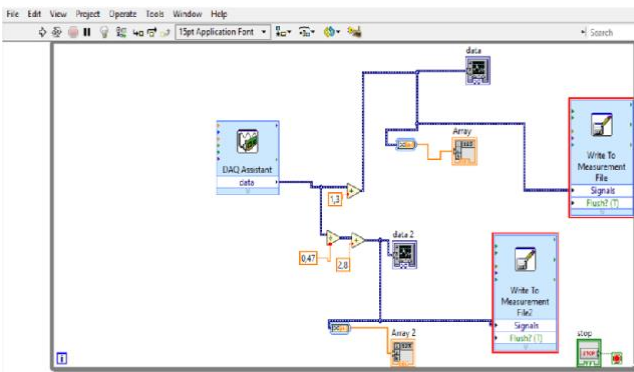 File Edit View Project Operate Tools Window Help
15pt Application Font
Search
data
Array
Write To
Measurement
File
Signals
Flush? (T)
DAQ Assistant
data
1,3
data 2
0,47
2,8
Write To
Measurement
File2
Signals
Flush? (T)
Array 2
stop
STOP
i